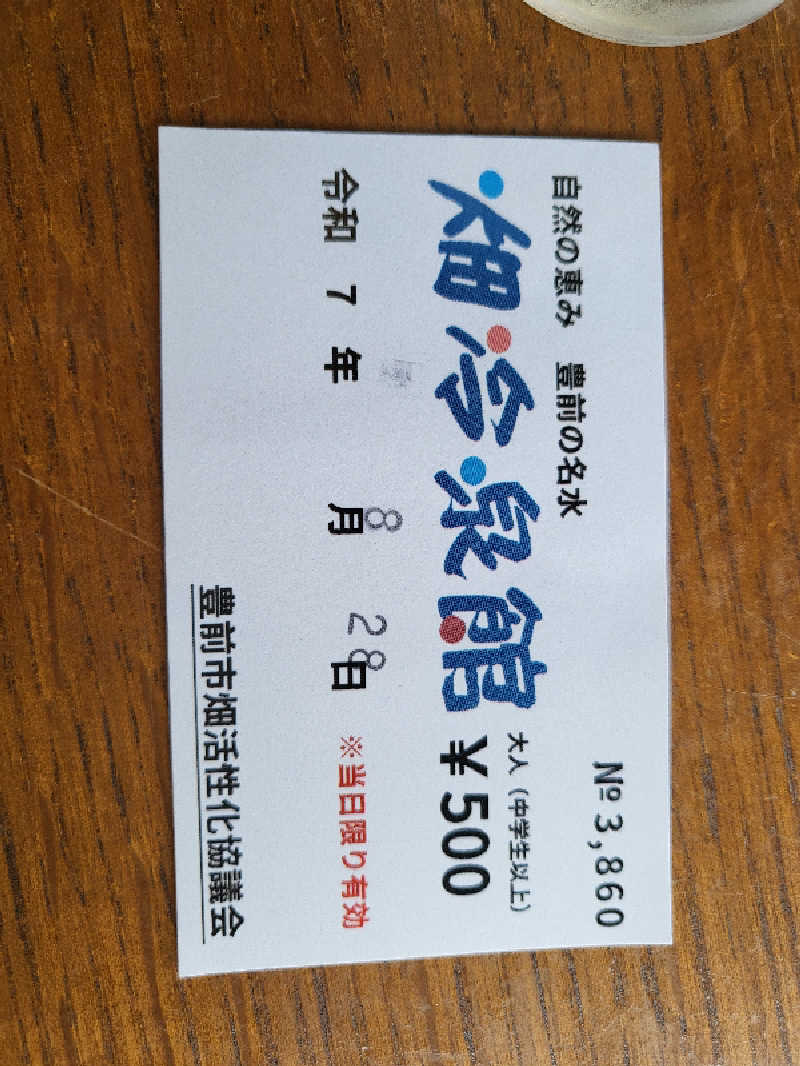 № 3,860
自然の恵み 豊前の名水
畑冷泉館
大人（中学生以上）
￥500
令和 7 年 8 月 28 日 ※当日限り有効
豊前市畑活性化協議会